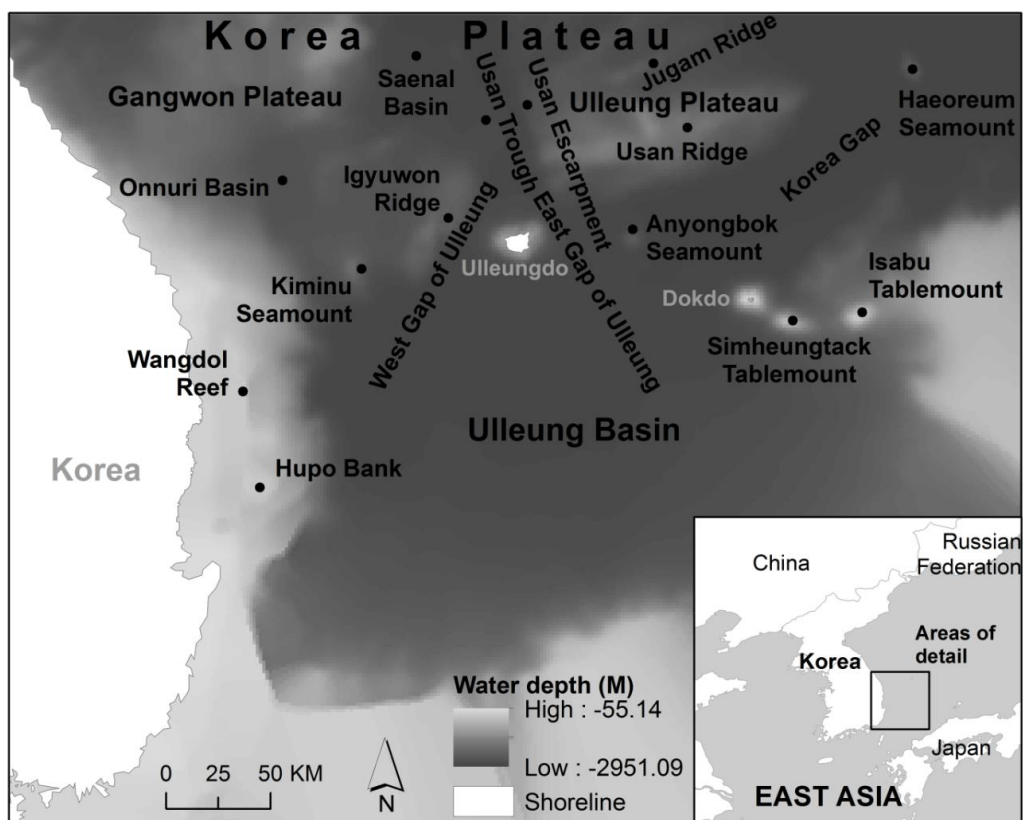 Korea Plateau
Saenal
Basin
Gangwon Plateau
Usan Trough
Usan Escarpment
Jugam Ridge
Ulleung Plateau
Usan Ridge
Haeoreum
Seamount
Korea Gap
Onnuri Basin
Igyuwon
Ridge
West Gap of Ulleung
East Gap of Ulleung
Ulleungdo
Anyongbok
Seamount
Kiminu
Seamount
Dokdo
Isabu
Tablemount
Simheungtack
Tablemount
Wangdol
Reef
Ulleung Basin
Korea
Hupo Bank
Water depth (M)
High : -55.14
Low : -2951.09
Shoreline
0 25 50 KM
N
China
Russian
Federation
Korea
Areas of
detail
Japan
EAST ASIA